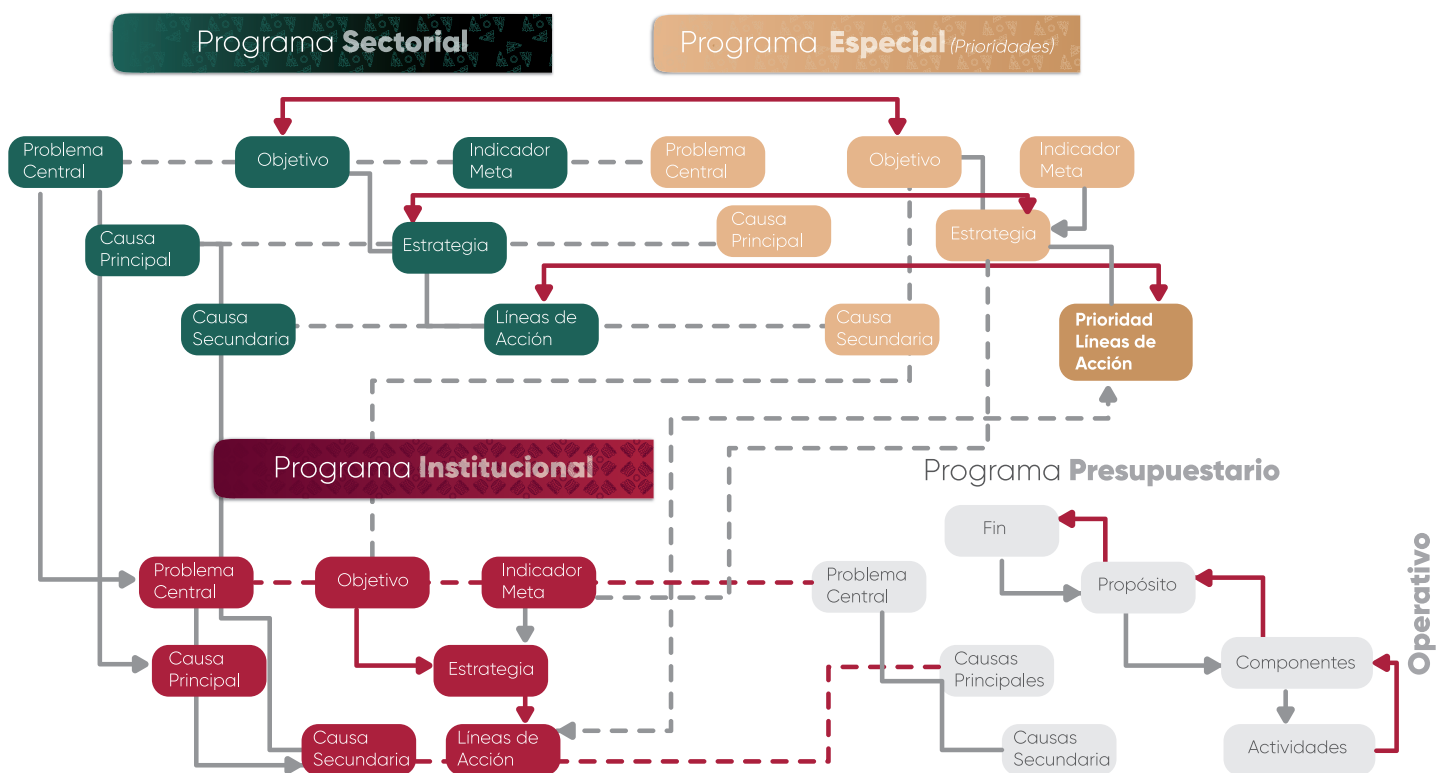 Programa Sectorial
Programa Especial (Prioridades)
Problema
Central
Objetivo
Indicador
Meta
Problema
Central
Objetivo
Indicador
Meta
Causa
Principal
Estrategia
Causa
Principal
Estrategia
Causa
Secundaria
Líneas de
Acción
Causa
Secundaria
Prioridad
Líneas de
Acción
Programa Institucional
Programa Presupuestario
Fin
Problema
Central
Objetivo
Indicador
Meta
Problema
Central
Propósito
Operativo
Causa
Principal
Estrategia
Causas
Principales
Componentes
Causa
Secundaria
Líneas de
Acción
Causas
Secundaria
Actividades